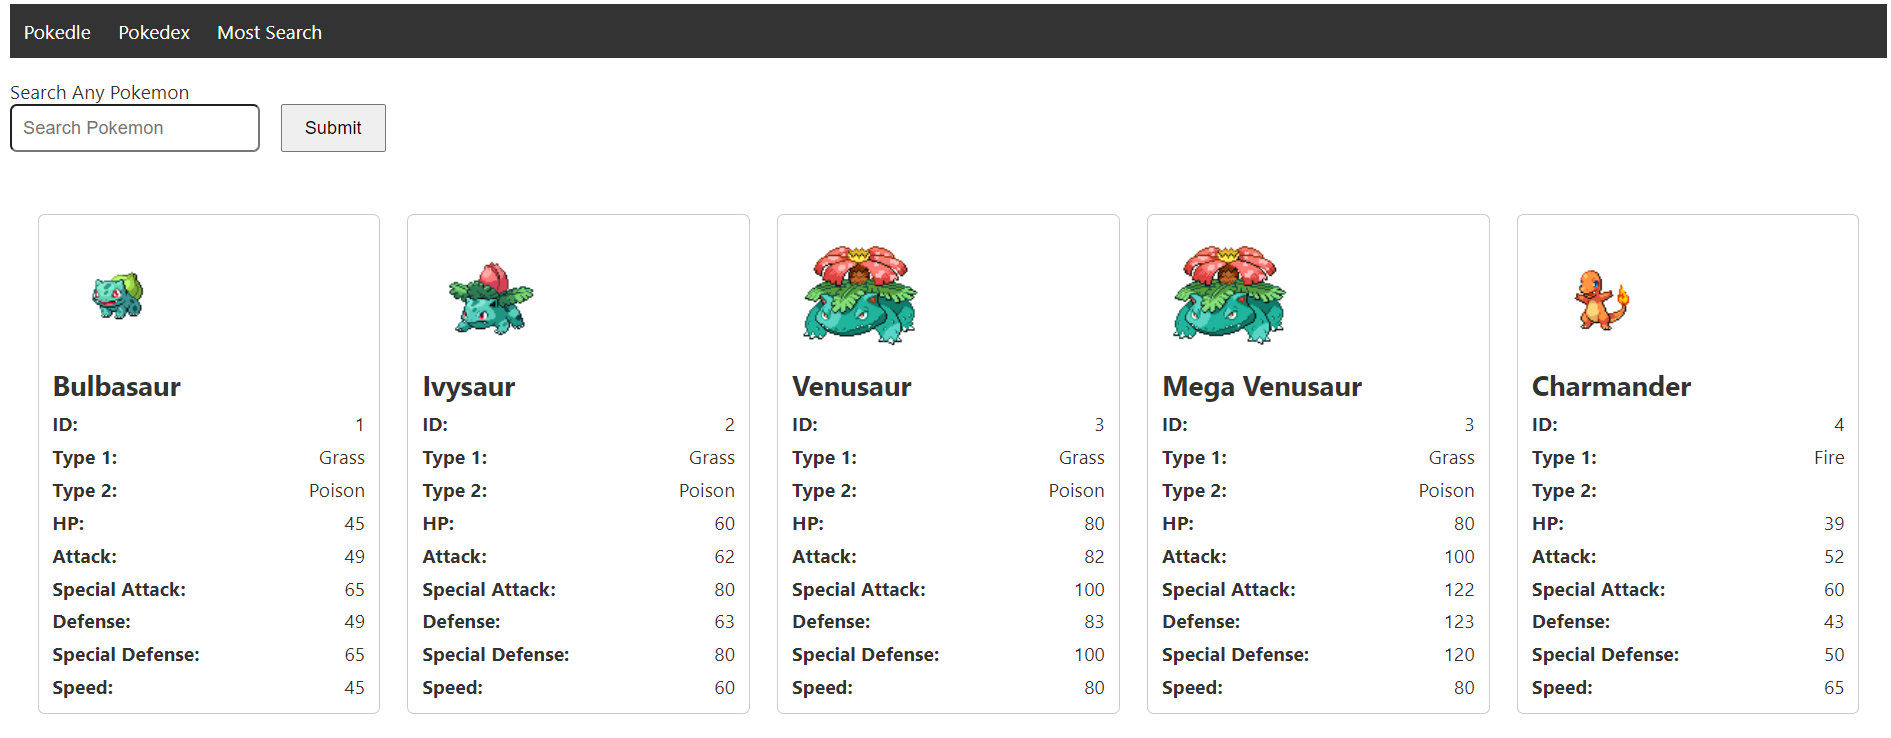 Pokedle Pokedex Most Search
Search Any Pokemon
Search Pokemon Submit
Bulbasaur
ID: 1
Type 1: Grass
Type 2: Poison
HP: 45
Attack: 49
Special Attack: 65
Defense: 49
Special Defense: 65
Speed: 45
Ivysaur
ID: 2
Type 1: Grass
Type 2: Poison
HP: 60
Attack: 62
Special Attack: 80
Defense: 63
Special Defense: 80
Speed: 60
Venusaur
ID: 3
Type 1: Grass
Type 2: Poison
HP: 80
Attack: 82
Special Attack: 100
Defense: 83
Special Defense: 100
Speed: 80
Mega Venusaur
ID: 3
Type 1: Grass
Type 2: Poison
HP: 80
Attack: 100
Special Attack: 122
Defense: 123
Special Defense: 120
Speed: 80
Charmander
ID: 4
Type 1: Fire
Type 2:
HP: 39
Attack: 52
Special Attack: 60
Defense: 43
Special Defense: 50
Speed: 65